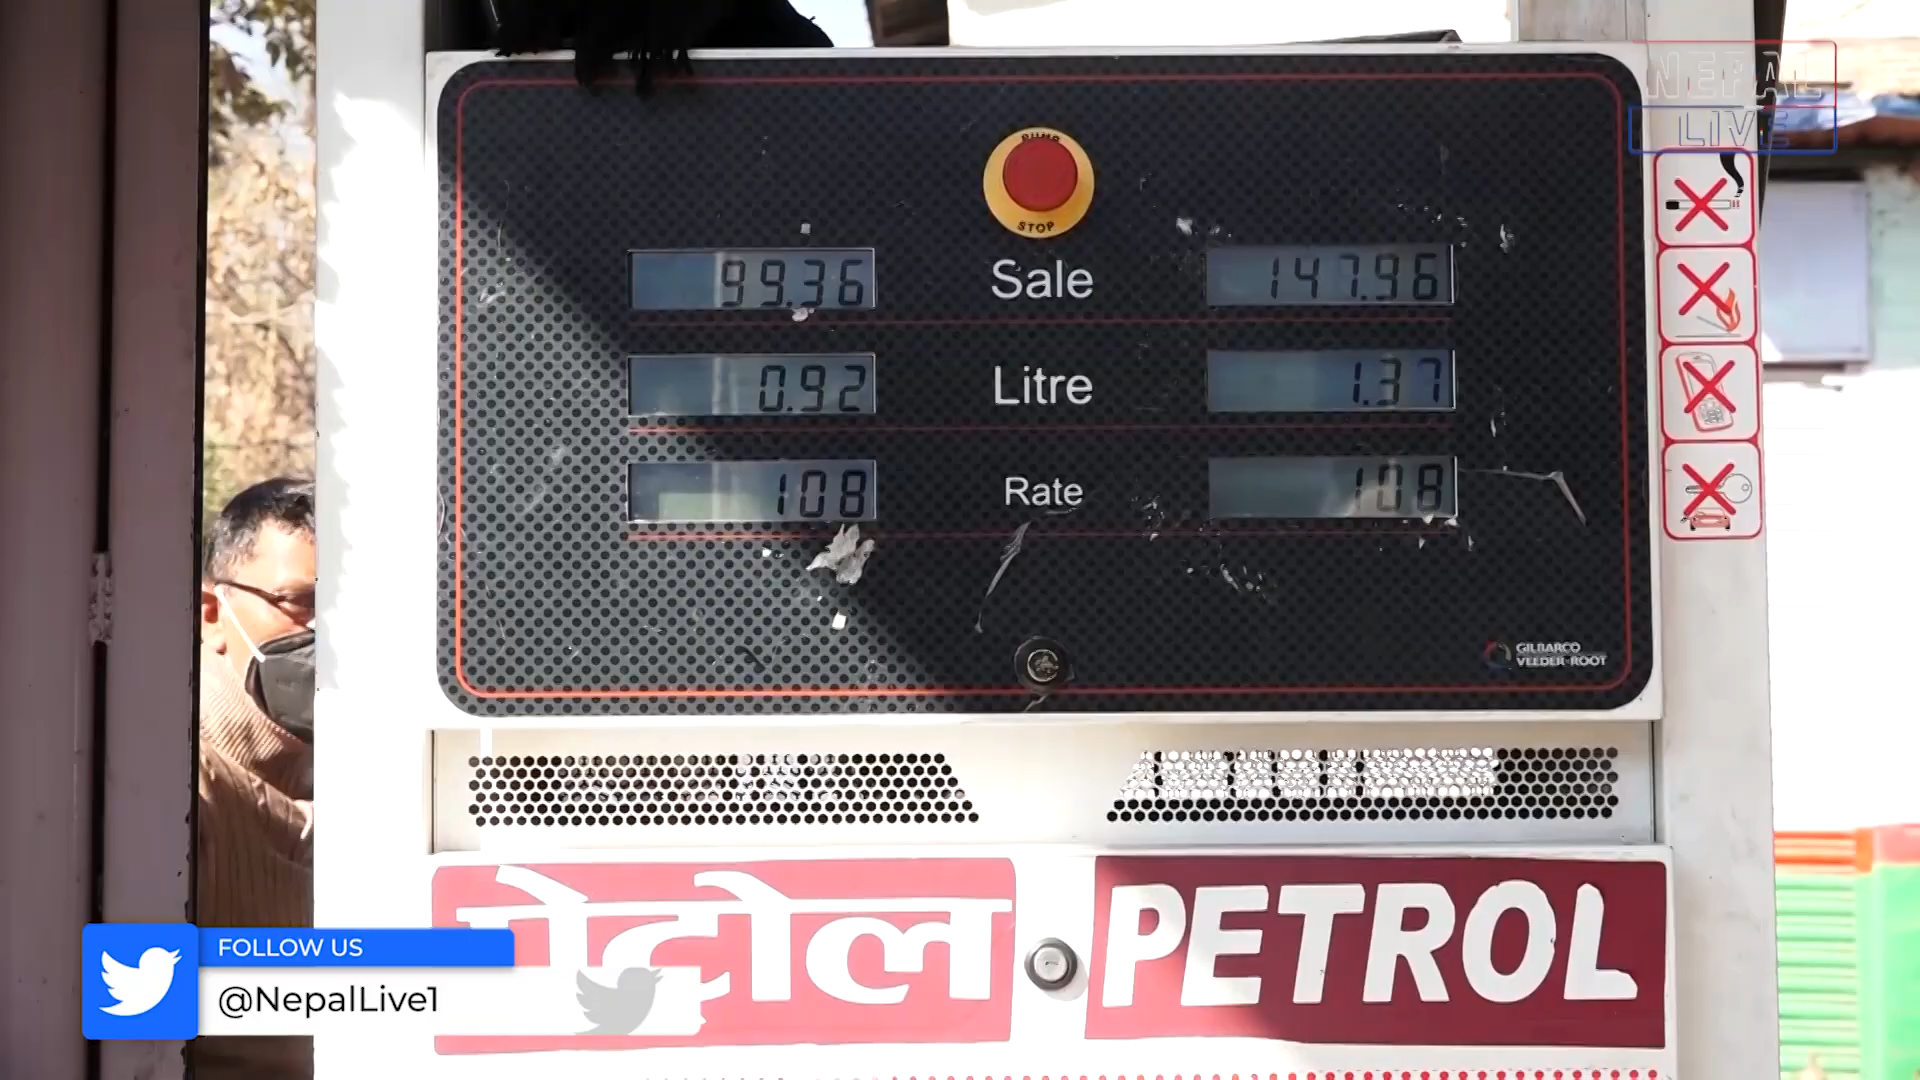 NEPAL
LIVE
PUMP
STOP
99.36 Sale 147.96
0.92 Litre 1.37
108 Rate 108
GILBARCO
VEEDER-ROOT
पेट्रोल PETROL
FOLLOW US
@NepalLive1